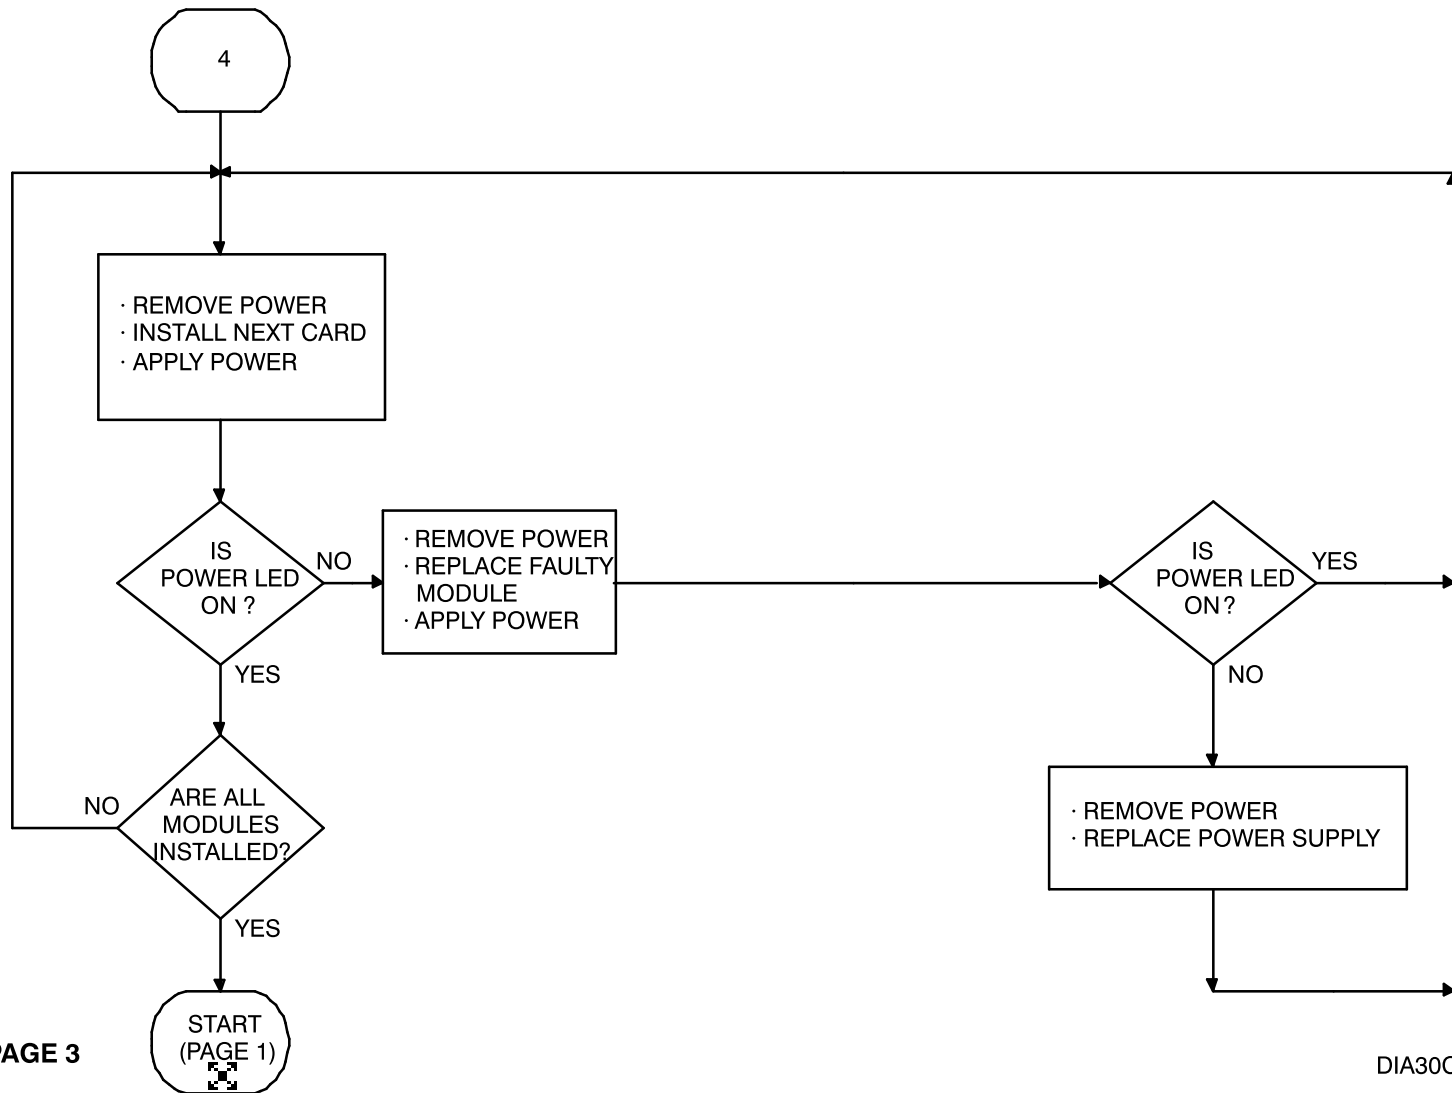 4
· REMOVE POWER
· INSTALL NEXT CARD
· APPLY POWER
IS
POWER LED
ON ?
NO
YES
· REMOVE POWER
· REPLACE FAULTY
MODULE
· APPLY POWER
IS
POWER LED
ON ?
YES
NO
· REMOVE POWER
· REPLACE POWER SUPPLY
ARE ALL
MODULES
INSTALLED?
NO
YES
START
(PAGE 1)
PAGE 3